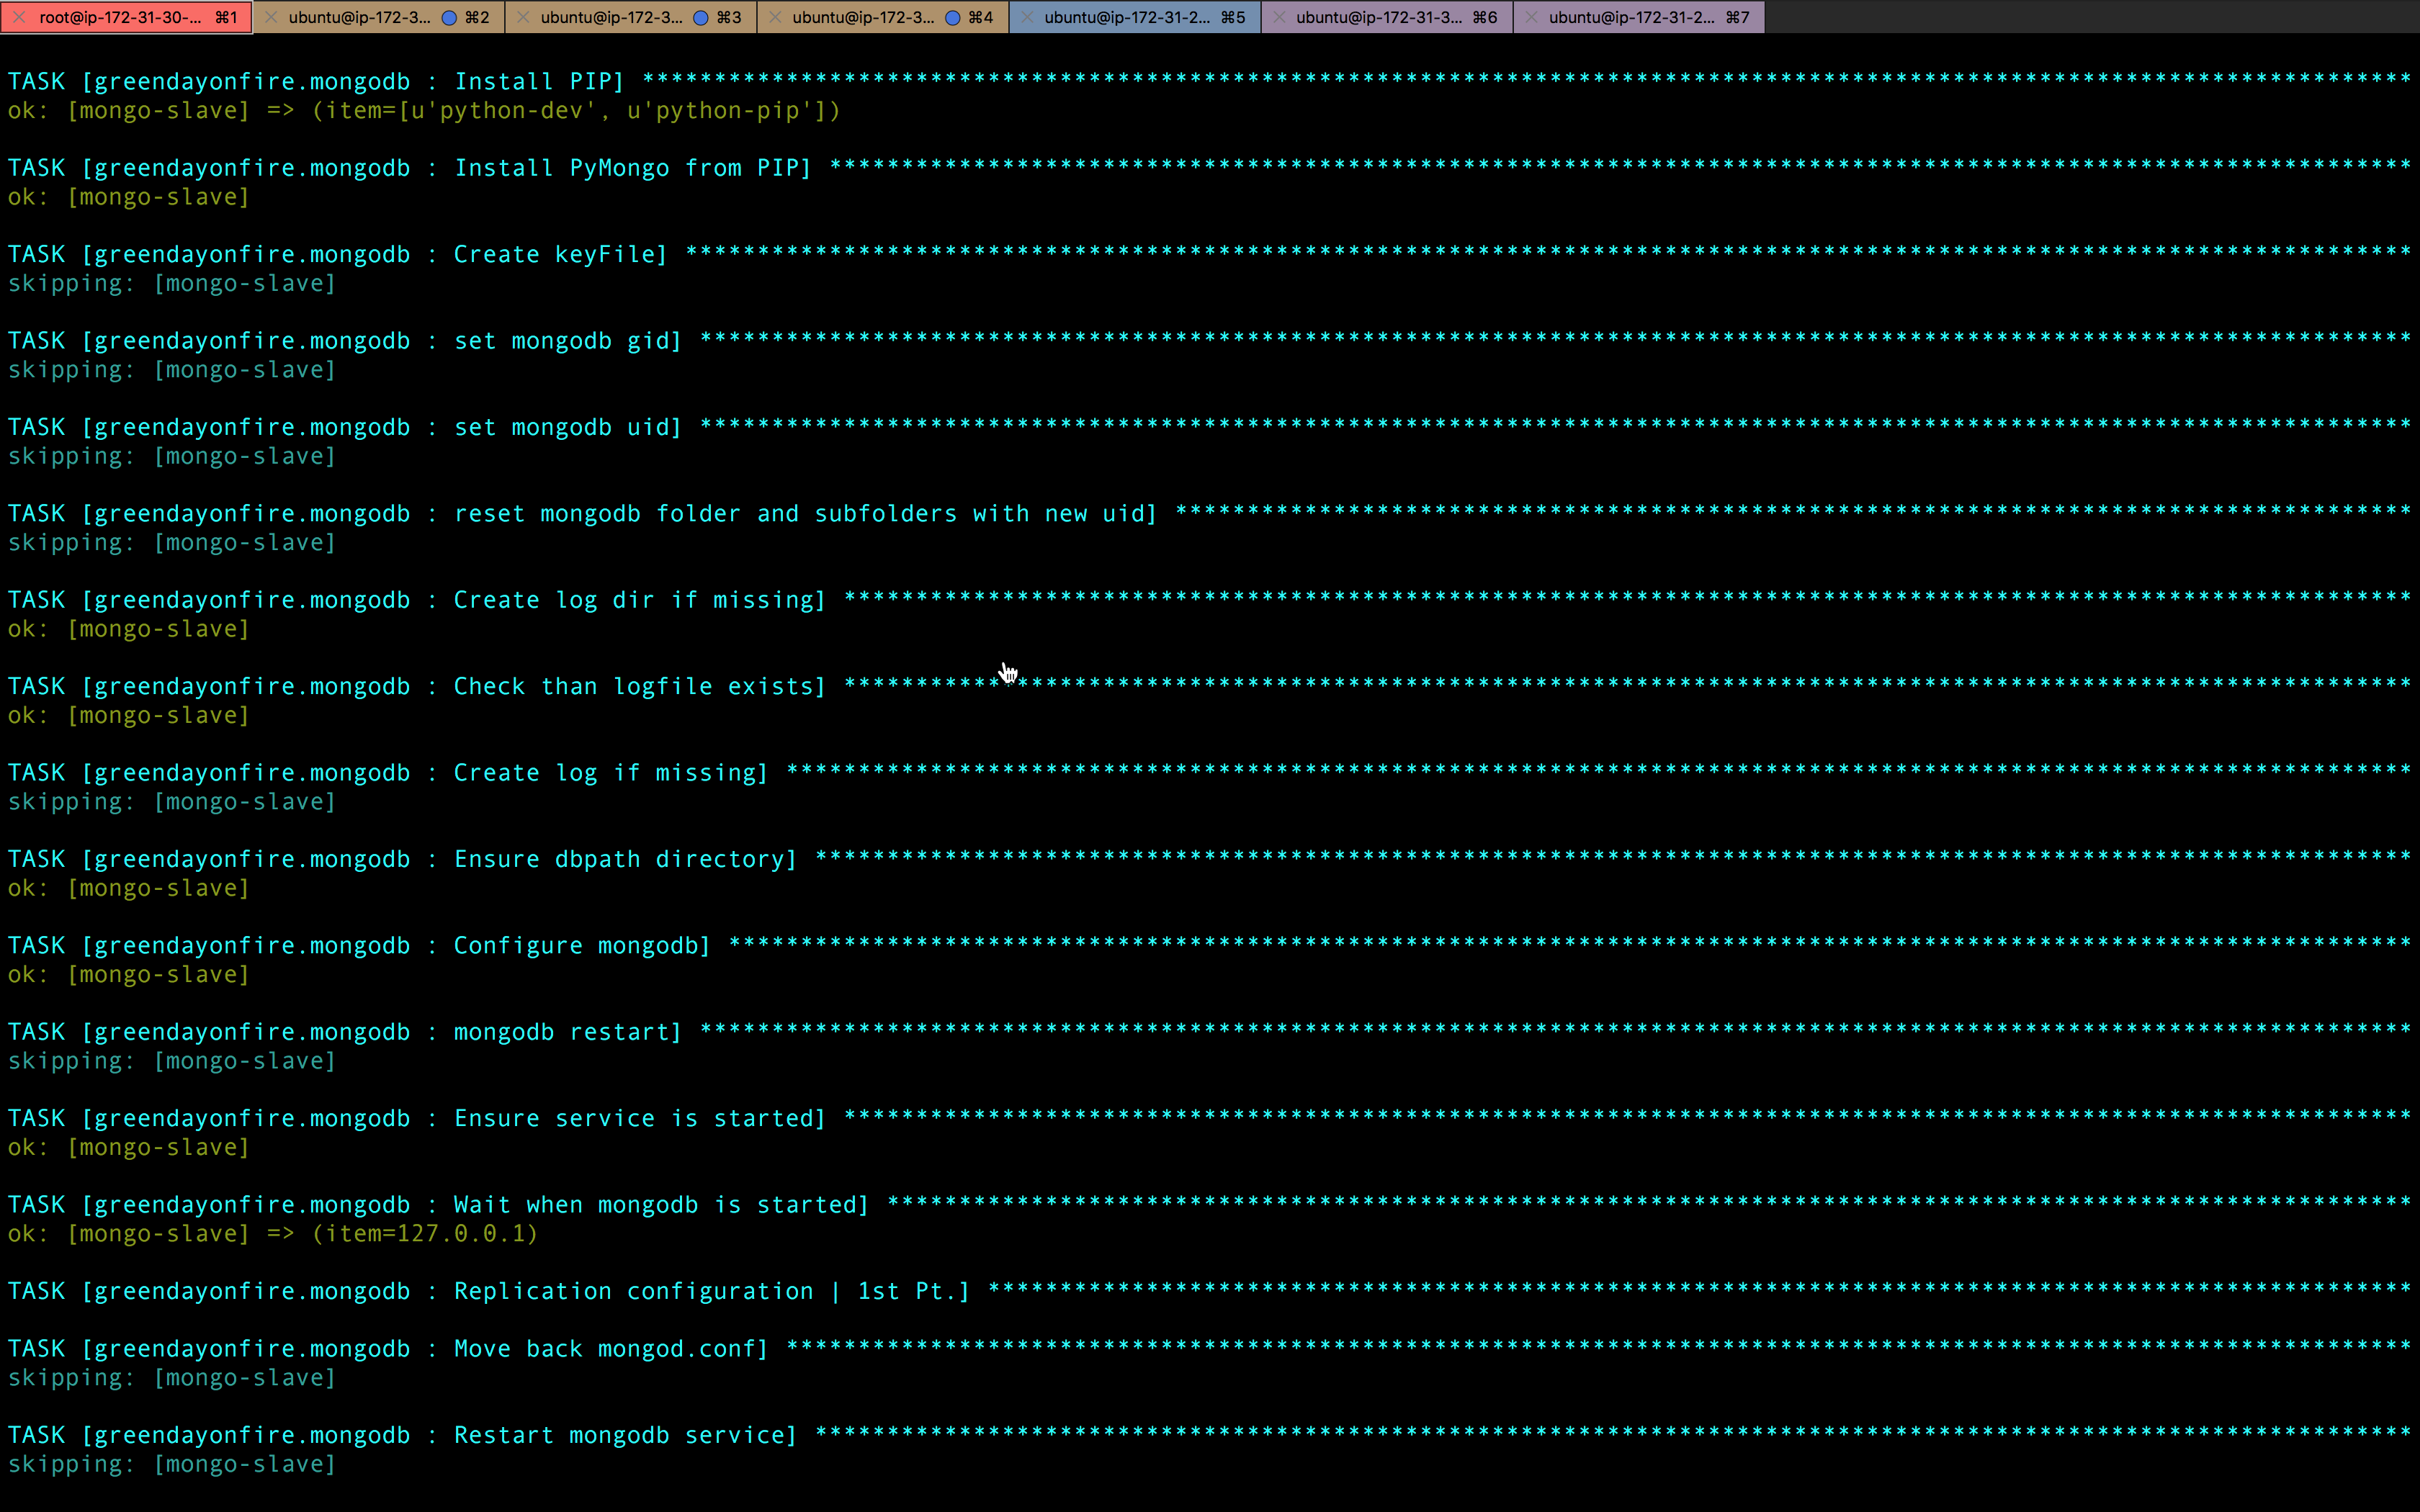 root@ip-172-31-30-... ⌘1 ubuntu@ip-172-3... ⌘2 ubuntu@ip-172-3... ⌘3 ubuntu@ip-172-3... ⌘4 ubuntu@ip-172-31-2... ⌘5 ubuntu@ip-172-31-3... ⌘6 ubuntu@ip-172-31-2... ⌘7
TASK [greendayonfire.mongodb : Install PIP] ***************************************************************************************************************************
ok: [mongo-slave] => (item=[u'python-dev', u'python-pip'])
TASK [greendayonfire.mongodb : Install PyMongo from PIP] **************************************************************************************************************
ok: [mongo-slave]
TASK [greendayonfire.mongodb : Create keyFile] ************************************************************************************************************************
skipping: [mongo-slave]
TASK [greendayonfire.mongodb : set mongodb gid] ***********************************************************************************************************************
skipping: [mongo-slave]
TASK [greendayonfire.mongodb : set mongodb uid] ***********************************************************************************************************************
skipping: [mongo-slave]
TASK [greendayonfire.mongodb : reset mongodb folder and subfolders with new uid] **************************************************************************************
skipping: [mongo-slave]
TASK [greendayonfire.mongodb : Create log dir if missing] *************************************************************************************************************
ok: [mongo-slave]
TASK [greendayonfire.mongodb : Check than logfile exists] *************************************************************************************************************
ok: [mongo-slave]
TASK [greendayonfire.mongodb : Create log if missing] *****************************************************************************************************************
skipping: [mongo-slave]
TASK [greendayonfire.mongodb : Ensure dbpath directory] ***************************************************************************************************************
ok: [mongo-slave]
TASK [greendayonfire.mongodb : Configure mongodb] *********************************************************************************************************************
ok: [mongo-slave]
TASK [greendayonfire.mongodb : mongodb restart] ***********************************************************************************************************************
skipping: [mongo-slave]
TASK [greendayonfire.mongodb : Ensure service is started] *************************************************************************************************************
ok: [mongo-slave]
TASK [greendayonfire.mongodb : Wait when mongodb is started] **********************************************************************************************************
ok: [mongo-slave] => (item=127.0.0.1)
TASK [greendayonfire.mongodb : Replication configuration | 1st Pt.] ***************************************************************************************************
TASK [greendayonfire.mongodb : Move back mongod.conf] *****************************************************************************************************************
skipping: [mongo-slave]
TASK [greendayonfire.mongodb : Restart mongodb service] ***************************************************************************************************************
skipping: [mongo-slave]